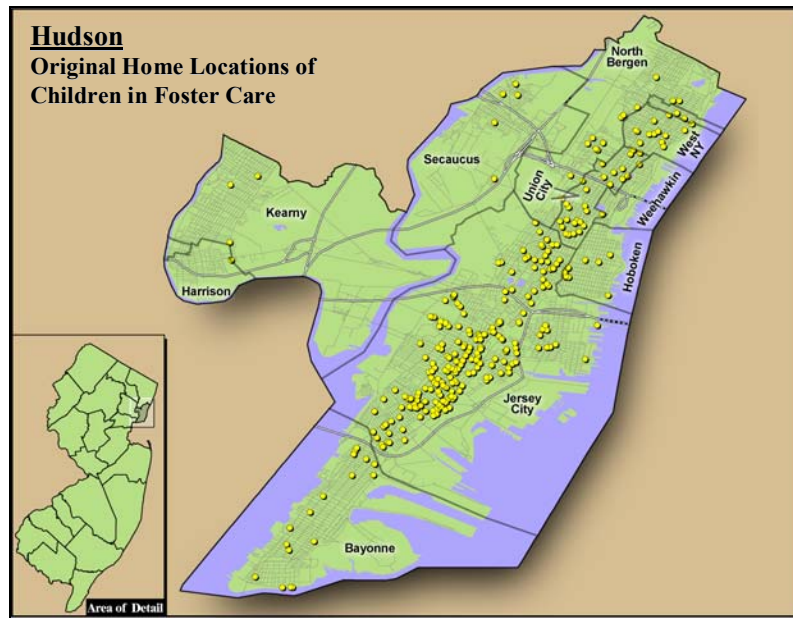 Hudson
Original Home Locations of
Children in Foster Care
North
Bergen
West
NY
Secaucus
Union
City
Weehawkin
Kearny
Hoboken
Harrison
Jersey
City
Bayonne
Area of Detail